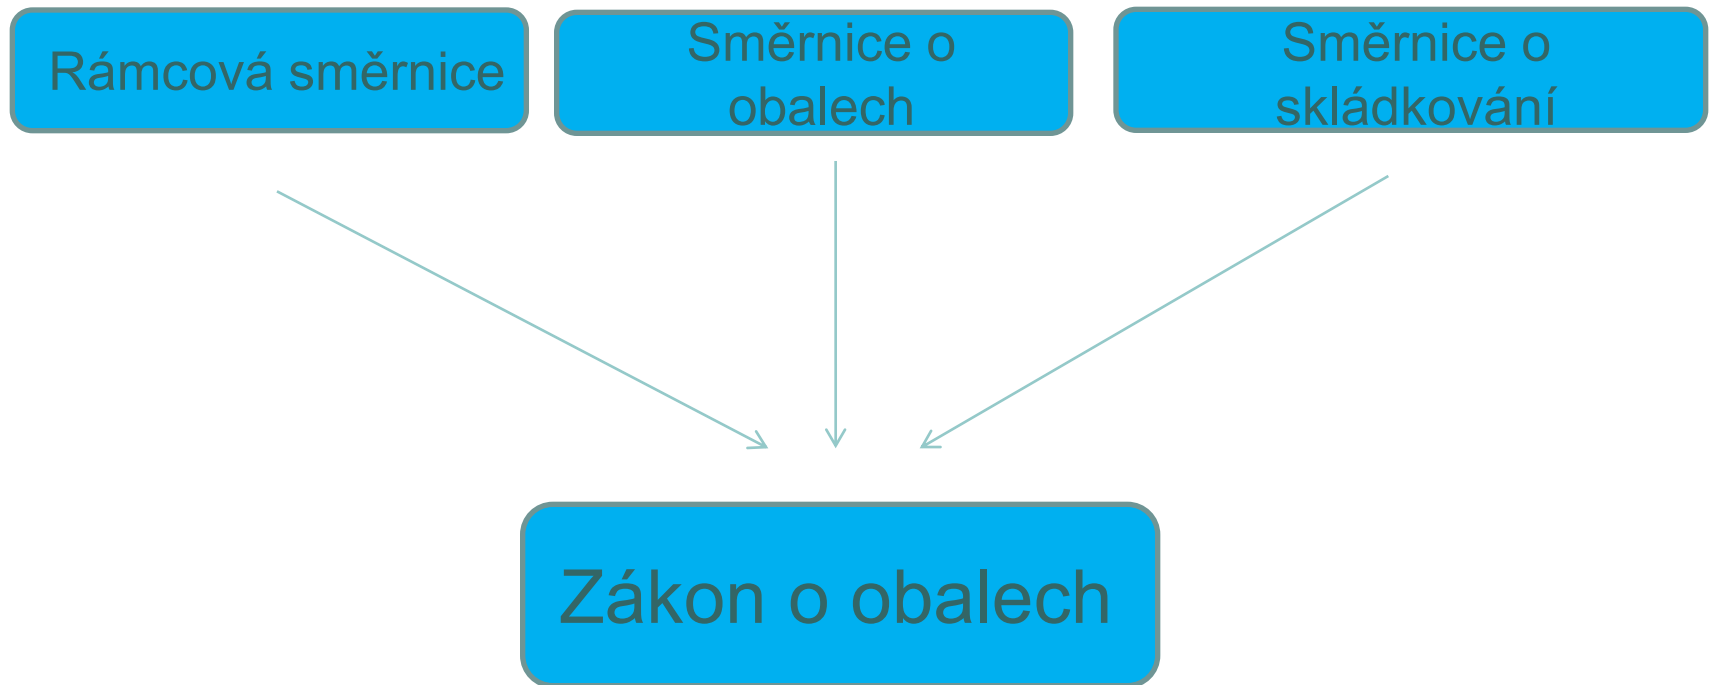 Rámcová směrnice
Směrnice o
obalech
Směrnice o
skládkování
Zákon o obalech